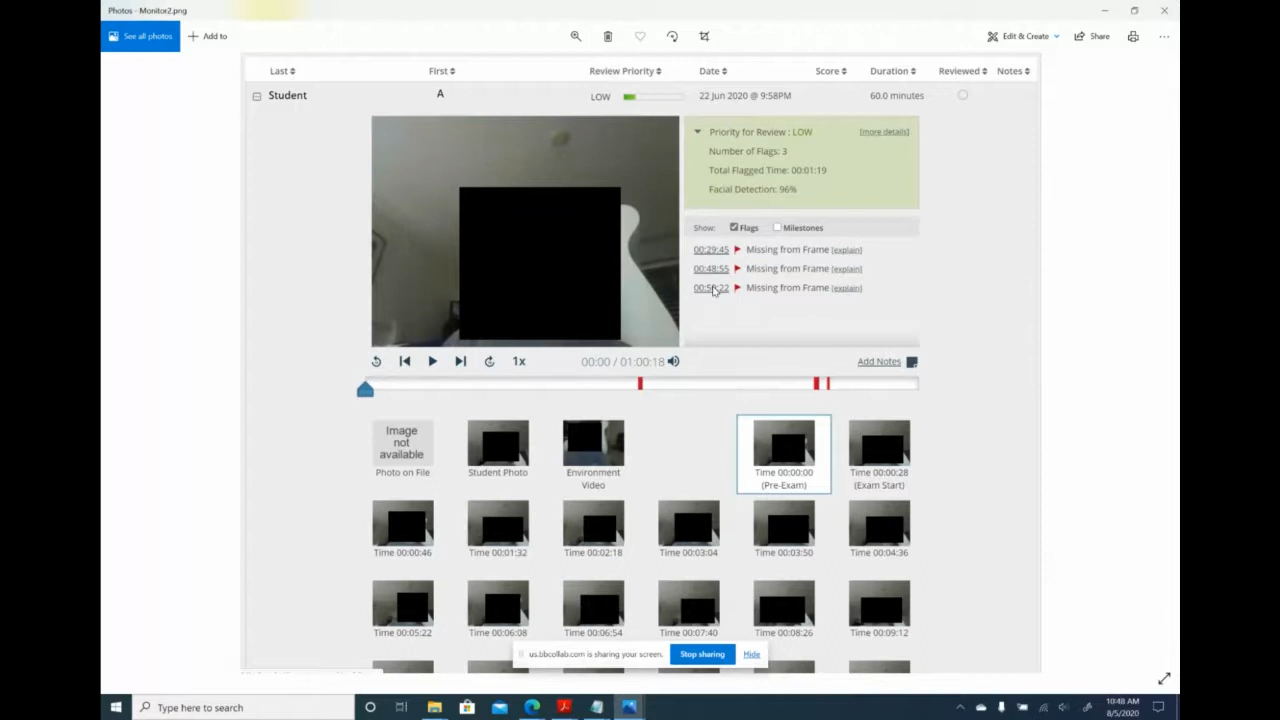 Photos - Monitor2.png
See all photos
Add to
Edit & Create
Share
Last First Review Priority Date Score Duration Reviewed Notes
Student A LOW 22 Jun 2020 @ 9:58PM 60.0 minutes
Priority for Review : LOW [more details]
Number of Flags: 3
Total Flagged Time: 00:01:19
Facial Detection: 96%
Show: Flags Milestones
00:29:45 Missing from Frame [explain]
00:48:55 Missing from Frame [explain]
Missing from Frame [explain]
1x 00:00 / 01:00:18
Add Notes
Image
not
available
Photo on File
Student Photo
Environment
Video
Time 00:00:00
(Pre-Exam)
Time 00:00:28
(Exam Start)
Time 00:00:46 Time 00:01:32 Time 00:02:18 Time 00:03:04 Time 00:03:50 Time 00:04:36
Time 00:05:22 Time 00:06:08 Time 00:06:54 Time 00:07:40 Time 00:08:26 Time 00:09:12
us.bbcollab.com is sharing your screen. Stop sharing Hide
Type here to search
10:48 AM
8/5/2020